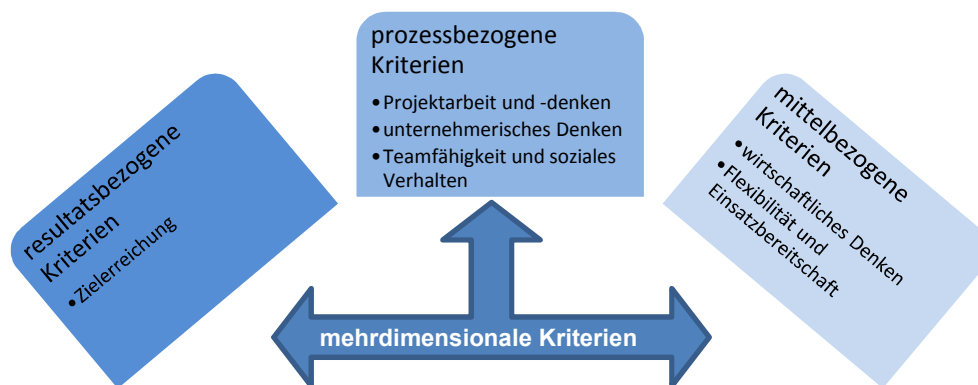 resultatsbezogene
Kriterien
•Zielerreichung
prozessbezogene
Kriterien
•Projektarbeit und -denken
•unternehmerisches Denken
•Teamfähigkeit und soziales
Verhalten
mittelbezogene
Kriterien
•wirtschaftliches Denken
•Flexibilität und
Einsatzbereitschaft
mehrdimensionale Kriterien